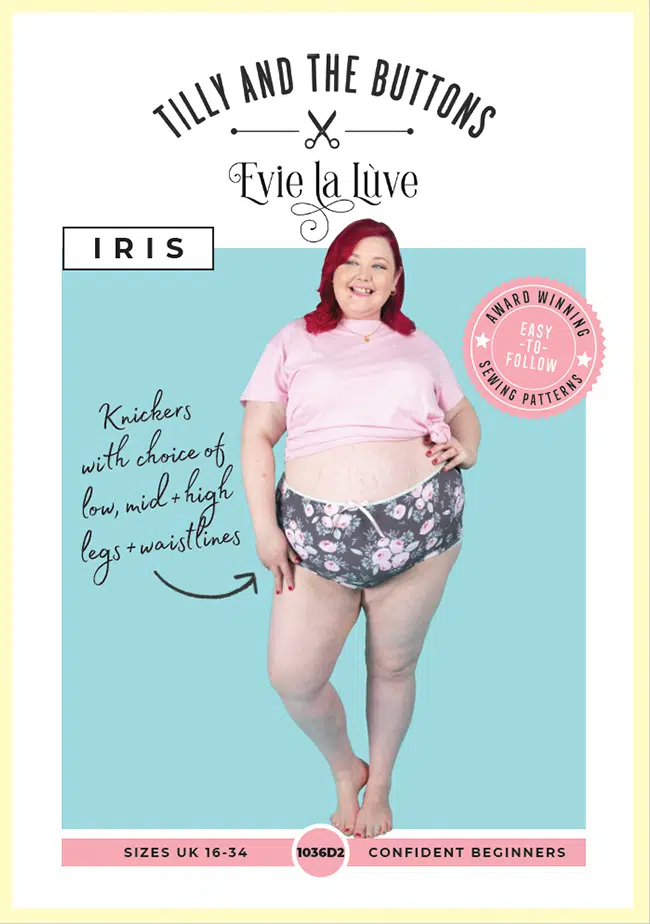 TILLY AND THE BUTTONS
Evie la Lùve
IRIS
AWARD WINNING
EASY
-TO-
FOLLOW
SEWING PATTERNS
Knickers
with choice of
low, mid + high
legs + waistlines
SIZES UK 16-34
1036D2
CONFIDENT BEGINNERS